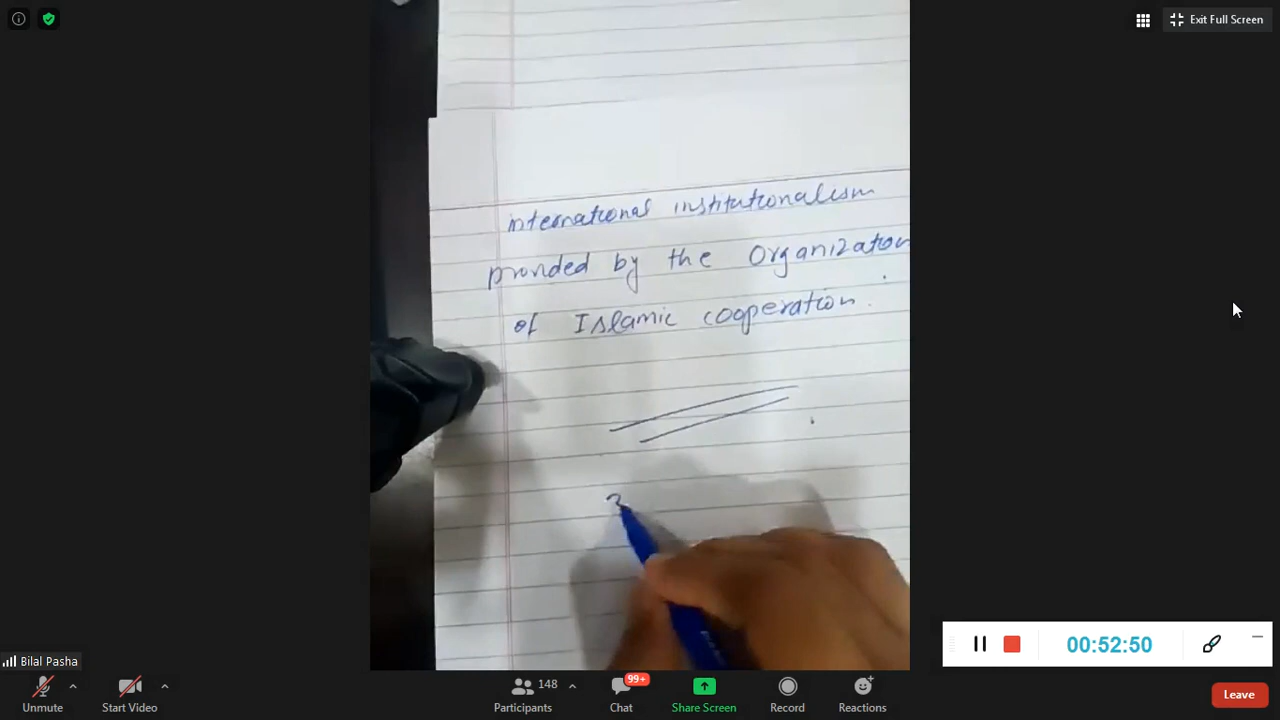 Exit Full Screen
international institutionalism
provided by the Organization
of Islamic cooperation.
Bilal Pasha
00:52:50
Unmute
Start Video
148
Participants
99+
Chat
Share Screen
Record
Reactions
Leave